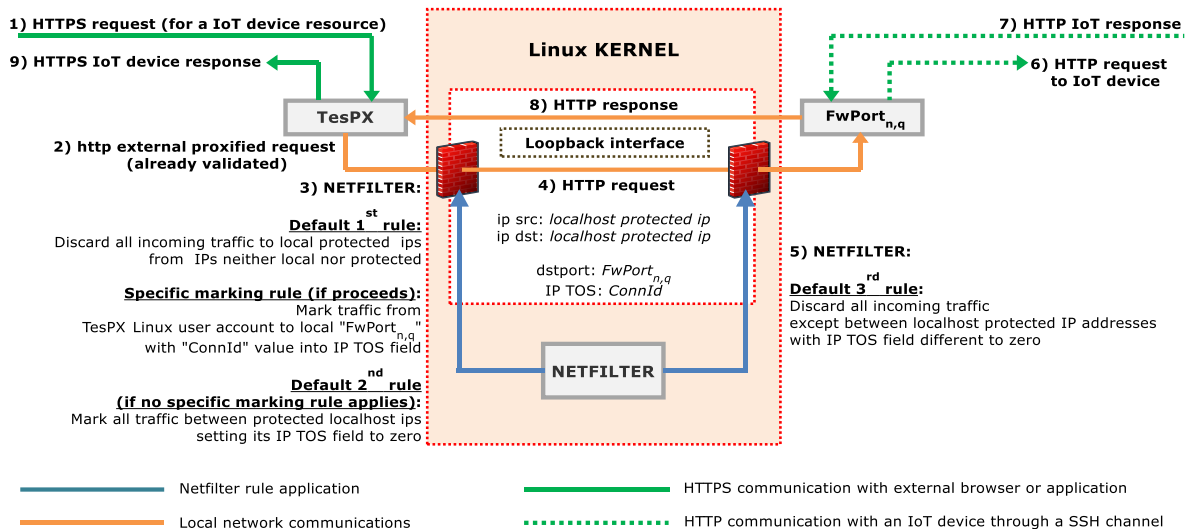 1) HTTPS request (for a IoT device resource)
9) HTTPS IoT device response
TesPX
2) http external proxified request
(already validated)
3) NETFILTER:
Default 1st rule:
Discard all incoming traffic to local protected ips
from IPs neither local nor protected
Specific marking rule (if proceeds):
Mark traffic from
TesPX Linux user account to local "FwPortn,q"
with "ConnId" value into IP TOS field
Default 2nd rule
(if no specific marking rule applies):
Mark all traffic between protected localhost ips
setting its IP TOS field to zero
Linux KERNEL
8) HTTP response
Loopback interface
4) HTTP request
ip src: localhost protected ip
ip dst: localhost protected ip
dstport: FwPortn,q
IP TOS: ConnId
NETFILTER
7) HTTP IoT response
6) HTTP request
to IoT device
FwPortn,q
5) NETFILTER:
Default 3rd rule:
Discard all incoming traffic
except between localhost protected IP addresses
with IP TOS field different to zero
Netfilter rule application
Local network communications
HTTPS communication with external browser or application
HTTP communication with an IoT device through a SSH channel